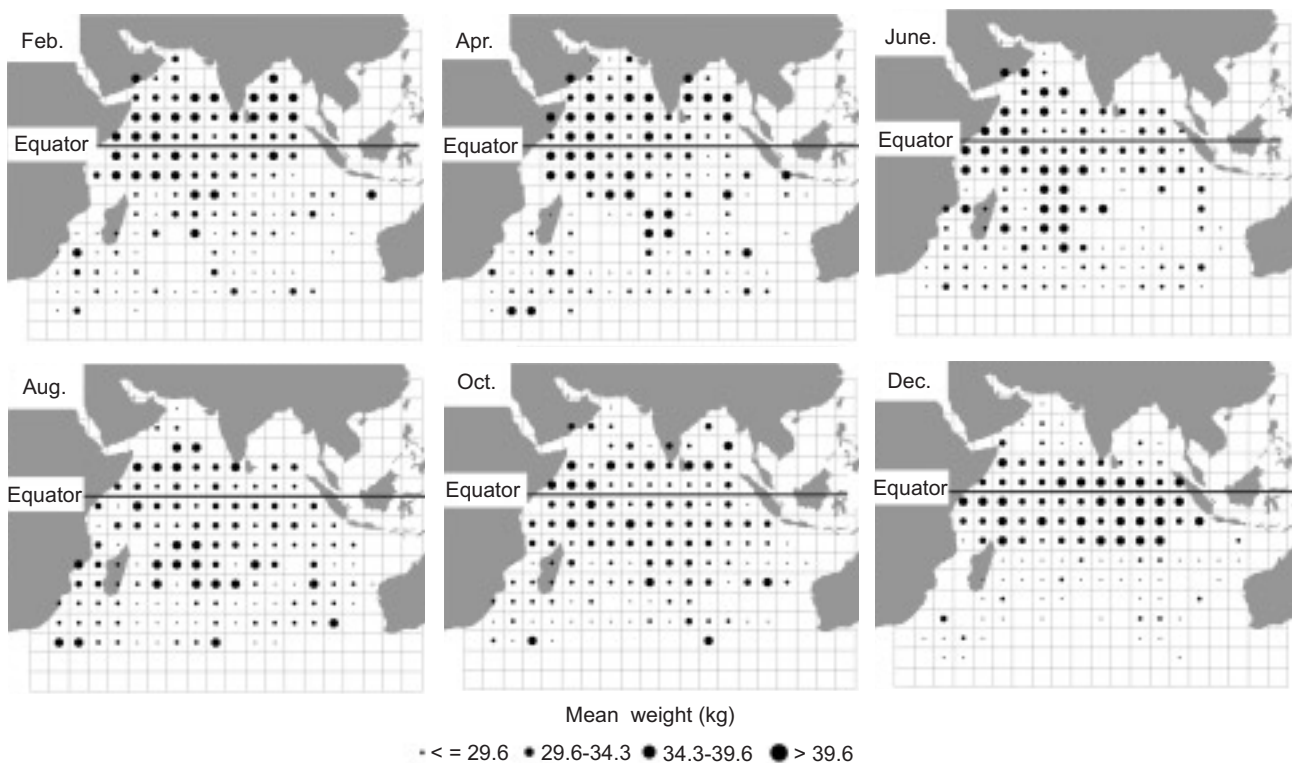 Feb.
Apr.
June.
Equator
Equator
Equator
Aug.
Oct.
Dec.
Equator
Equator
Equator
Mean weight (kg)
< = 29.6 29.6-34.3 34.3-39.6 > 39.6